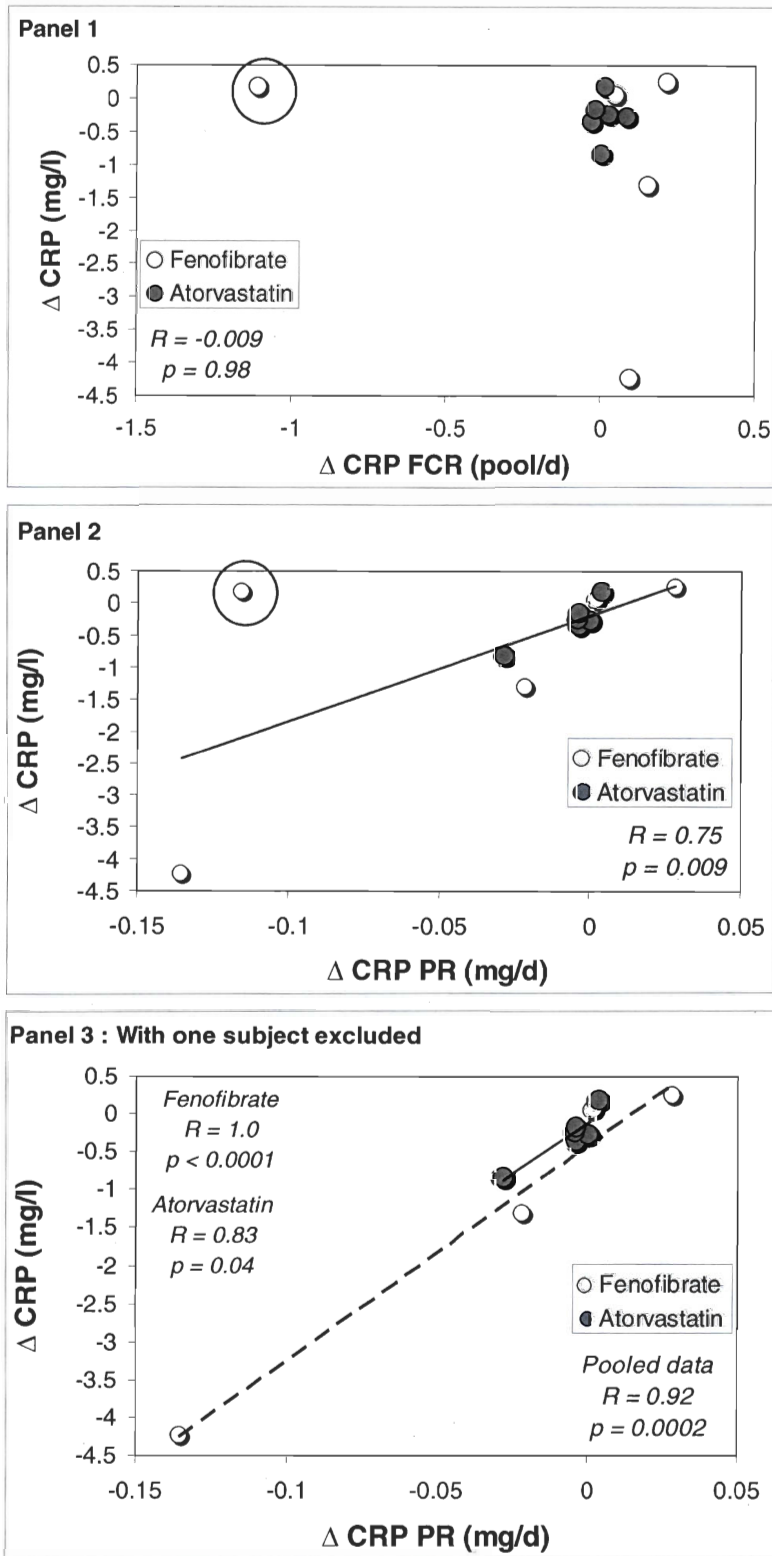 Panel 1
0.5
0
-0.5
-1
-1.5
-2
-2.5
-3
-3.5
-4
-4.5
Δ CRP (mg/l)
Fenofibrate
Atorvastatin
R = -0.009
p = 0.98
-1.5 -1 -0.5 0 0.5
Δ CRP FCR (pool/d)
Panel 2
0.5
0
-0.5
-1
-1.5
-2
-2.5
-3
-3.5
-4
-4.5
Δ CRP (mg/l)
Fenofibrate
Atorvastatin
R = 0.75
p = 0.009
-0.15 -0.1 -0.05 0 0.05
Δ CRP PR (mg/d)
Panel 3 : With one subject excluded
0.5
0
-0.5
-1
-1.5
-2
-2.5
-3
-3.5
-4
-4.5
Δ CRP (mg/l)
Fenofibrate
R = 1.0
p < 0.0001
Atorvastatin
R = 0.83
p = 0.04
Fenofibrate
Atorvastatin
Pooled data
R = 0.92
p = 0.0002
-0.15 -0.1 -0.05 0 0.05
Δ CRP PR (mg/d)